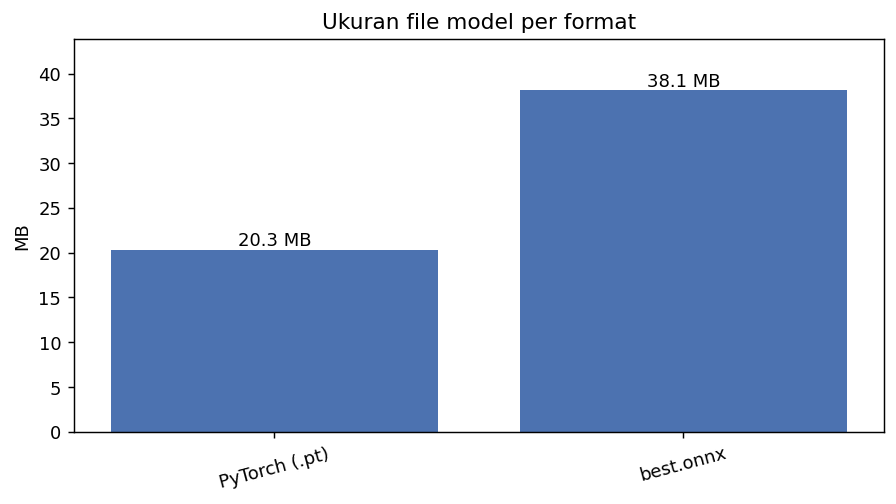 Ukuran file model per format
MB
40
35
30
25
20
15
10
5
0
20.3 MB
38.1 MB
PyTorch (.pt)
best.onnx